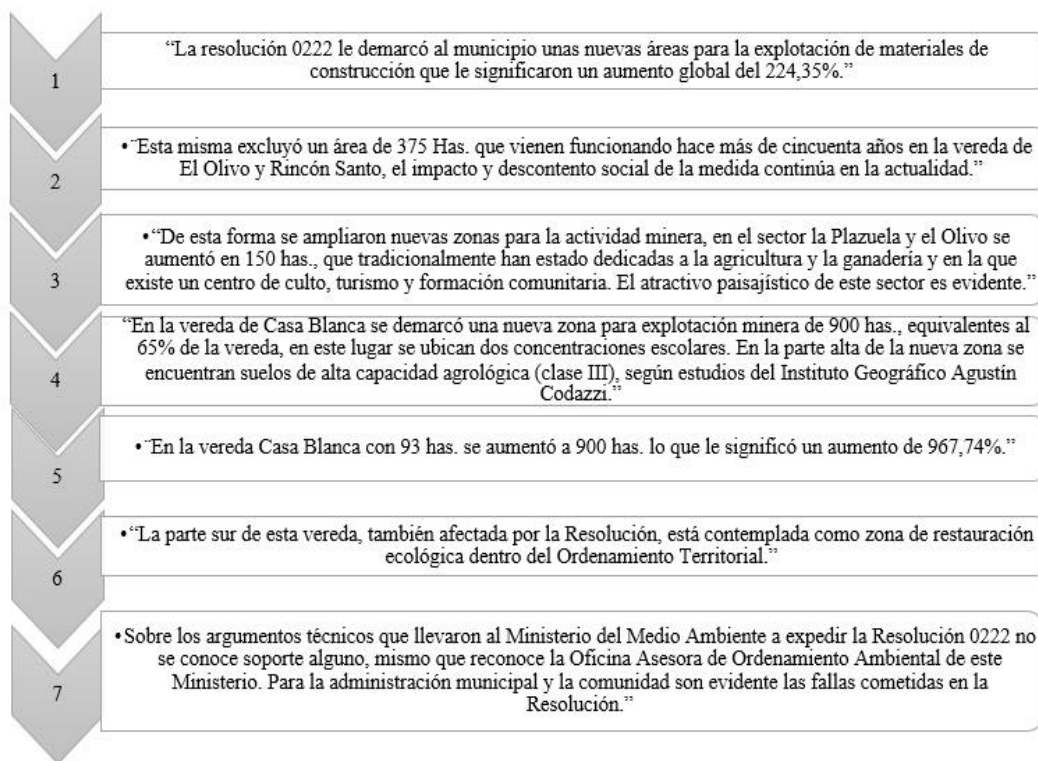 1
“La resolución 0222 le demarcó al municipio unas nuevas áreas para la explotación de materiales de
construcción que le significaron un aumento global del 224,35%.”
2
•¨Esta misma excluyó un área de 375 Has. que vienen funcionando hace más de cincuenta años en la vereda de
El Olivo y Rincón Santo, el impacto y descontento social de la medida continúa en la actualidad.”
3
•“De esta forma se ampliaron nuevas zonas para la actividad minera, en el sector la Plazuela y el Olivo se
aumentó en 150 has., que tradicionalmente han estado dedicadas a la agricultura y la ganadería y en la que
existe un centro de culto, turismo y formación comunitaria. El atractivo paisajístico de este sector es evidente.”
4
“En la vereda de Casa Blanca se demarcó una nueva zona para explotación minera de 900 has., equivalentes al
65% de la vereda, en este lugar se ubican dos concentraciones escolares. En la parte alta de la nueva zona se
encuentran suelos de alta capacidad agrológica (clase III), según estudios del Instituto Geográfico Agustín
Codazzi.”
5
•¨En la vereda Casa Blanca con 93 has. se aumentó a 900 has. lo que le significó un aumento de 967,74%.”
6
•“La parte sur de esta vereda, también afectada por la Resolución, está contemplada como zona de restauración
ecológica dentro del Ordenamiento Territorial.”
7
•Sobre los argumentos técnicos que llevaron al Ministerio del Medio Ambiente a expedir la Resolución 0222 no
se conoce soporte alguno, mismo que reconoce la Oficina Asesora de Ordenamiento Ambiental de este
Ministerio. Para la administración municipal y la comunidad son evidente las fallas cometidas en la
Resolución.”